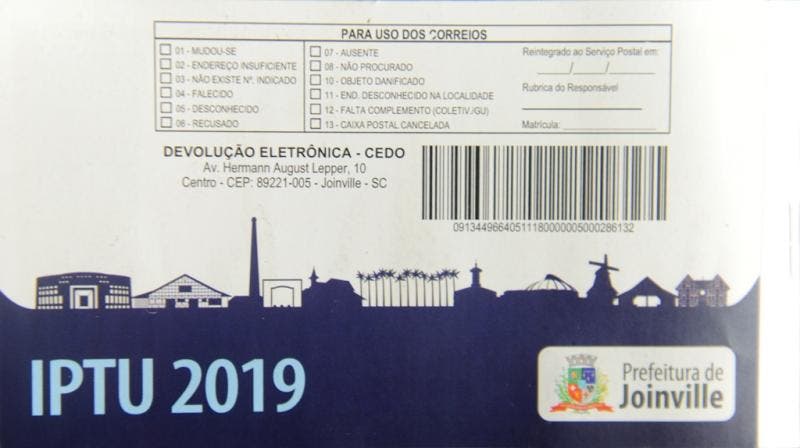 PARA USO DOS CORREIOS
01 - MUDOU-SE
02 - ENDEREÇO INSUFICIENTE
03 - NÃO EXISTE Nº. INDICADO
04 - FALECIDO
05 - DESCONHECIDO
06 - RECUSADO
07 - AUSENTE
08 - NÃO PROCURADO
10 - OBJETO DANIFICADO
11 - END. DESCONHECIDO NA LOCALIDADE
12 - FALTA COMPLEMENTO (COLETIV./GU)
13 - CAIXA POSTAL CANCELADA
Reintegrado ao Serviço Postal em:
___/___/___
Rubrica do Responsável
Matrícula:
DEVOLUÇÃO ELETRÔNICA - CEDO
Av. Hermann August Lepper, 10
Centro - CEP: 89221-005 - Joinville - SC
09134496640511180000005000286132
IPTU 2019
Prefeitura de
Joinville